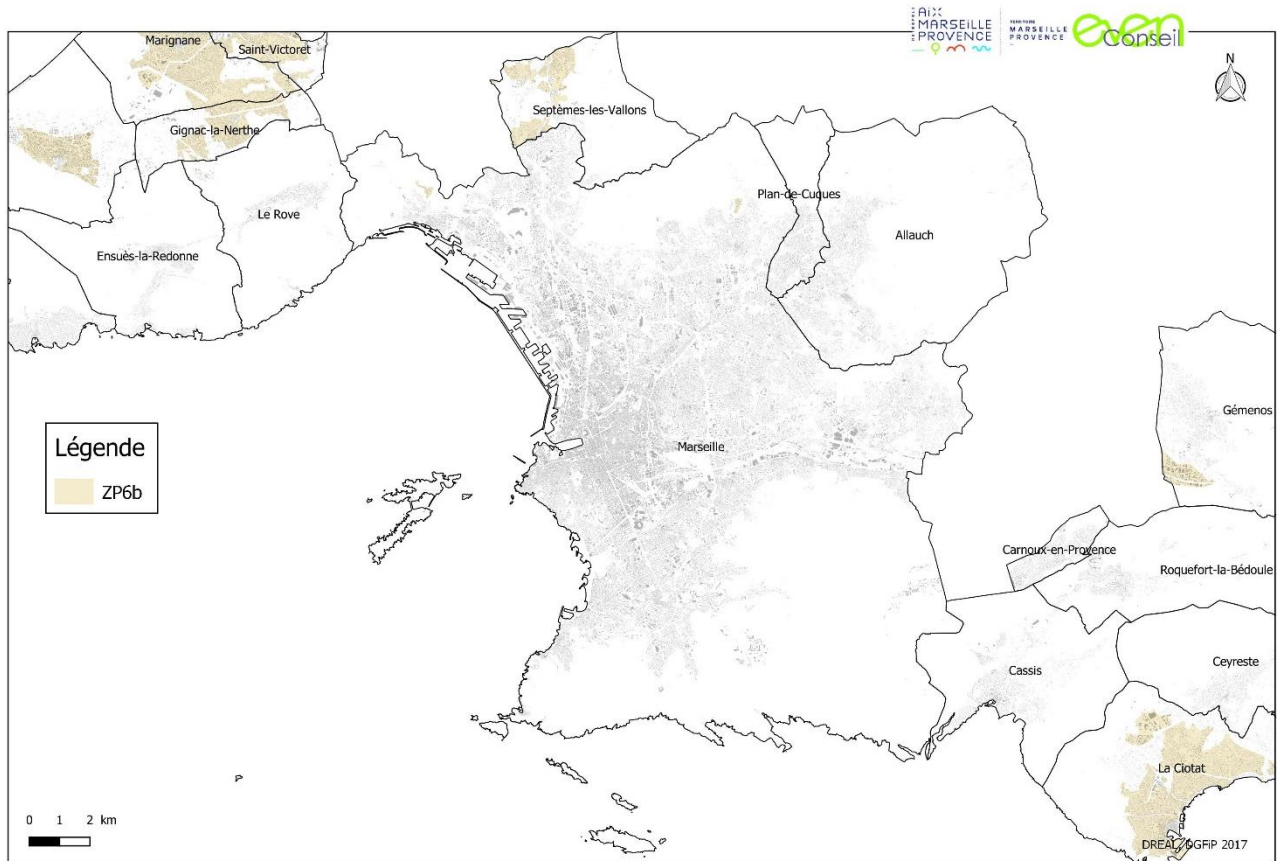 AIX
MARSEILLE
PROVENCE
TERRITOIRE
MARSEILLE
PROVENCE
even
Conseil
N
Marignane
Saint-Victoret
Septèmes-les-Vallons
Gignac-la-Nerthe
Plan-de-Cuques
Le Rove
Allauch
Ensuès-la-Redonne
Gémenos
Marseille
Légende
ZP6b
Carnoux-en-Provence
Roquefort-la-Bédoule
Cassis
Ceyreste
La Ciotat
0 1 2 km
DREAL, DGFiP 2017